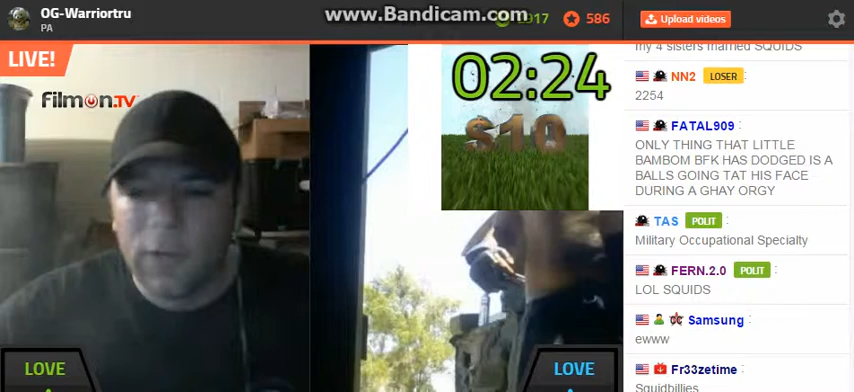 OG-Warriortru
PA
www.Bandicam.com
917
586
Upload videos
LIVE!
FilmOn.TV
02:24
$10
LOVE
LOVE
my 4 sisters married SQUIDS
NN2 LOSER :
2254
FATAL909 :
ONLY THING THAT LITTLE
BAMBOM BFK HAS DODGED IS A
BALLS GOING TAT HIS FACE
DURING A GHAY ORGY
TAS POLIT :
Military Occupational Specialty
FERN.2.0 POLIT :
LOL SQUIDS
Samsung :
ewww
Fr33zetime :
Squidbillies